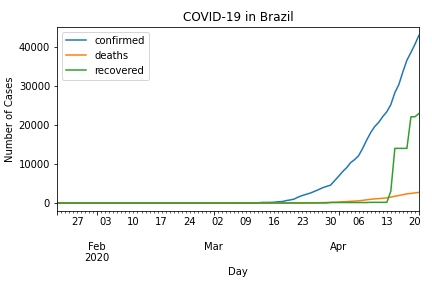 COVID-19 in Brazil
confirmed
deaths
recovered
Number of Cases
40000
30000
20000
10000
0
27 03 10 17 24 02 09 16 23 30 06 13 20
Feb Mar Apr
2020
Day